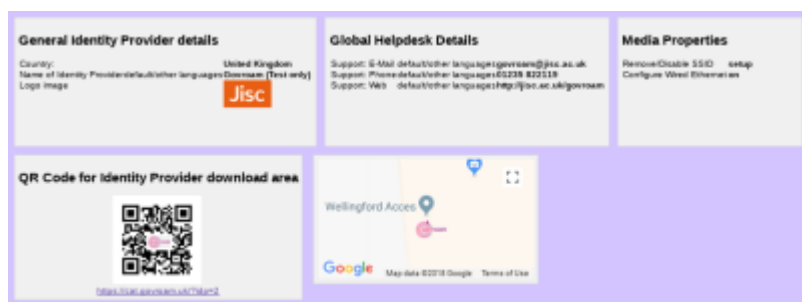 General Identity Provider details
Country: United Kingdom
Name of Identity Provider default/other languages Govroam (Test only)
Logo image
Jisc
Global Helpdesk Details
Support: E-Mail default/other languages govroam@jisc.ac.uk
Support: Phone default/other languages 01235 822115
Support: Web default/other languages http://jisc.ac.uk/govroam
Media Properties
Remove/Disable SSID setup
Configure Wired Ethernet on
QR Code for Identity Provider download area
Wellingford Acces
Google
Map data ©2018 Google
Terms of Use